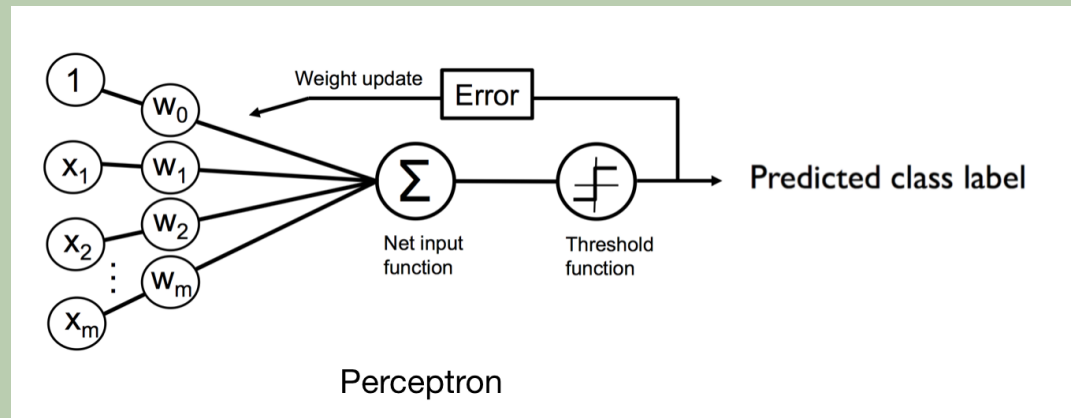 1
W₀
Weight update
Error
X₁
W₁
Σ
Predicted class label
X₂
W₂
Net input
function
Threshold
function
⋮
Wₘ
Xₘ
Perceptron